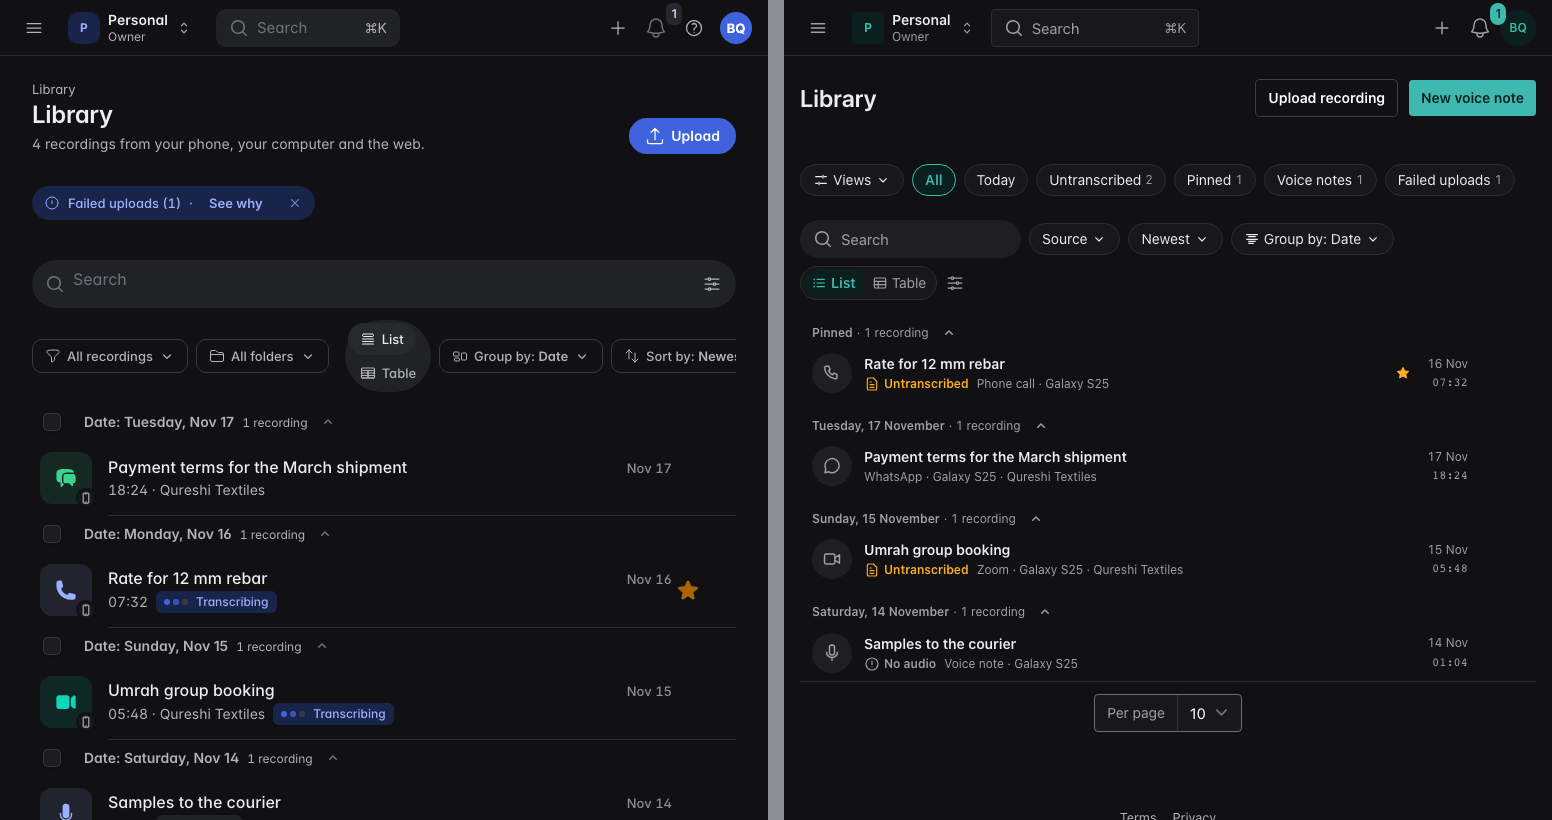 P Personal
Owner
Search ⌘K
1
BQ
Library
Library
4 recordings from your phone, your computer and the web.
Upload
Failed uploads (1) · See why
Search
All recordings
All folders
List
Table
Group by: Date
Sort by: Newes
Date: Tuesday, Nov 17 1 recording
Payment terms for the March shipment
Nov 17
18:24 · Qureshi Textiles
Date: Monday, Nov 16 1 recording
Rate for 12 mm rebar
Nov 16
07:32 Transcribing
Date: Sunday, Nov 15 1 recording
Umrah group booking
Nov 15
05:48 · Qureshi Textiles Transcribing
Date: Saturday, Nov 14 1 recording
Samples to the courier
Nov 14
P Personal
Owner
Search ⌘K
1
BQ
Library
Upload recording
New voice note
Views
All
Today
Untranscribed 2
Pinned 1
Voice notes 1
Failed uploads 1
Search
Source
Newest
Group by: Date
List
Table
Pinned · 1 recording
Rate for 12 mm rebar
16 Nov
Untranscribed Phone call · Galaxy S25
07:32
Tuesday, 17 November · 1 recording
Payment terms for the March shipment
17 Nov
WhatsApp · Galaxy S25 · Qureshi Textiles
18:24
Sunday, 15 November · 1 recording
Umrah group booking
15 Nov
Untranscribed Zoom · Galaxy S25 · Qureshi Textiles
05:48
Saturday, 14 November · 1 recording
Samples to the courier
14 Nov
No audio Voice note · Galaxy S25
01:04
Per page 10
Terms Privacy